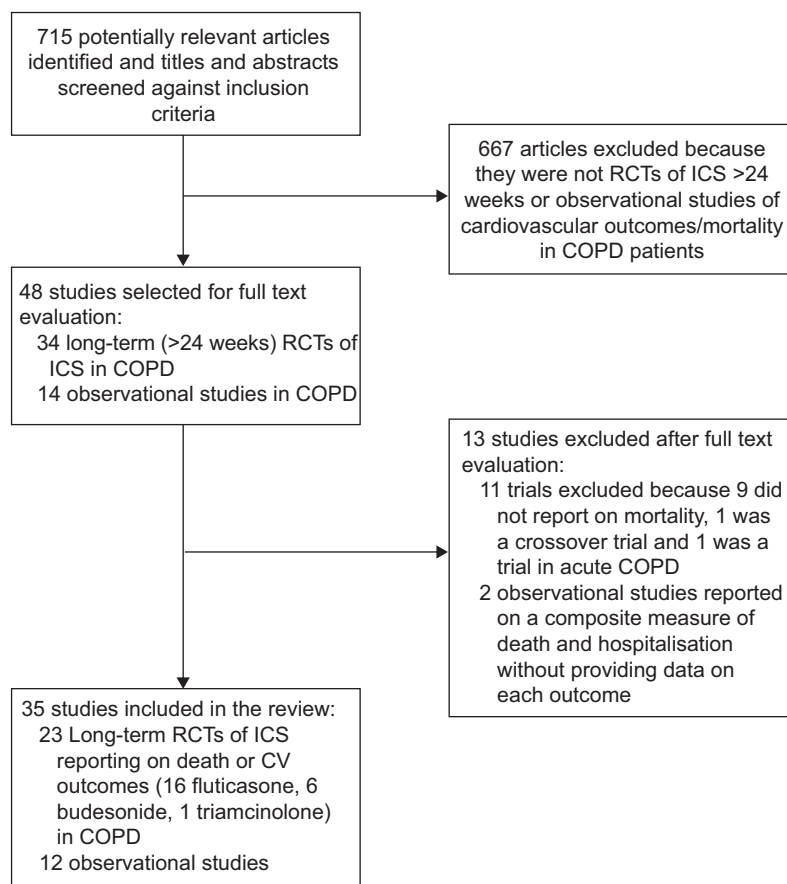 715 potentially relevant articles
identified and titles and abstracts
screened against inclusion
criteria
667 articles excluded because
they were not RCTs of ICS >24
weeks or observational studies of
cardiovascular outcomes/mortality
in COPD patients
48 studies selected for full text
evaluation:
34 long-term (>24 weeks) RCTs of
ICS in COPD
14 observational studies in COPD
13 studies excluded after full text
evaluation:
11 trials excluded because 9 did
not report on mortality, 1 was
a crossover trial and 1 was a
trial in acute COPD
2 observational studies reported
on a composite measure of
death and hospitalisation
without providing data on
each outcome
35 studies included in the review:
23 Long-term RCTs of ICS
reporting on death or CV
outcomes (16 fluticasone, 6
budesonide, 1 triamcinolone)
in COPD
12 observational studies